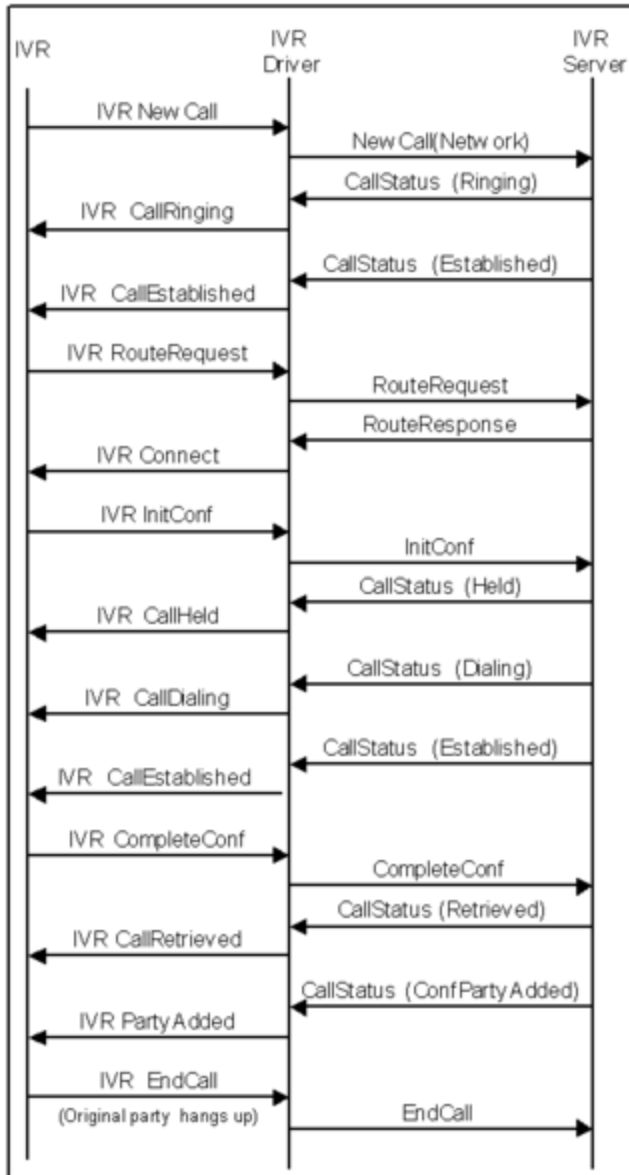 IVR
IVR
Driver
IVR
Server
IVR New Call
New Call(Network)
CallStatus (Ringing)
IVR CallRinging
CallStatus (Established)
IVR CallEstablished
IVR RouteRequest
RouteRequest
RouteResponse
IVR Connect
IVR InitConf
InitConf
CallStatus (Held)
IVR CallHeld
CallStatus (Dialing)
IVR CallDialing
CallStatus (Established)
IVR CallEstablished
IVR CompleteConf
CompleteConf
CallStatus (Retrieved)
IVR CallRetrieved
CallStatus (ConfPartyAdded)
IVR PartyAdded
IVR EndCall
(Original party hangs up)
EndCall